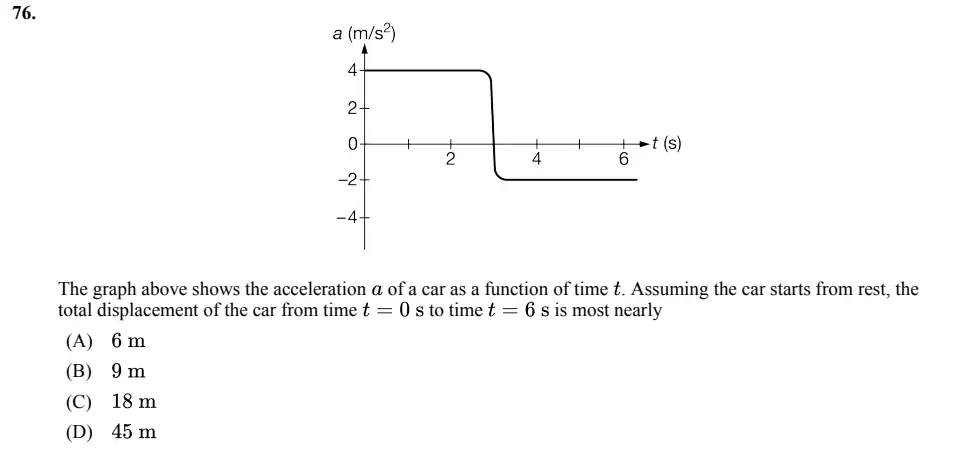 76.
a (m/s²)
4
2
0
t (s)
2 4 6
−2
−4
The graph above shows the acceleration a of a car as a function of time t. Assuming the car starts from rest, the
total displacement of the car from time t = 0 s to time t = 6 s is most nearly
(A) 6 m
(B) 9 m
(C) 18 m
(D) 45 m